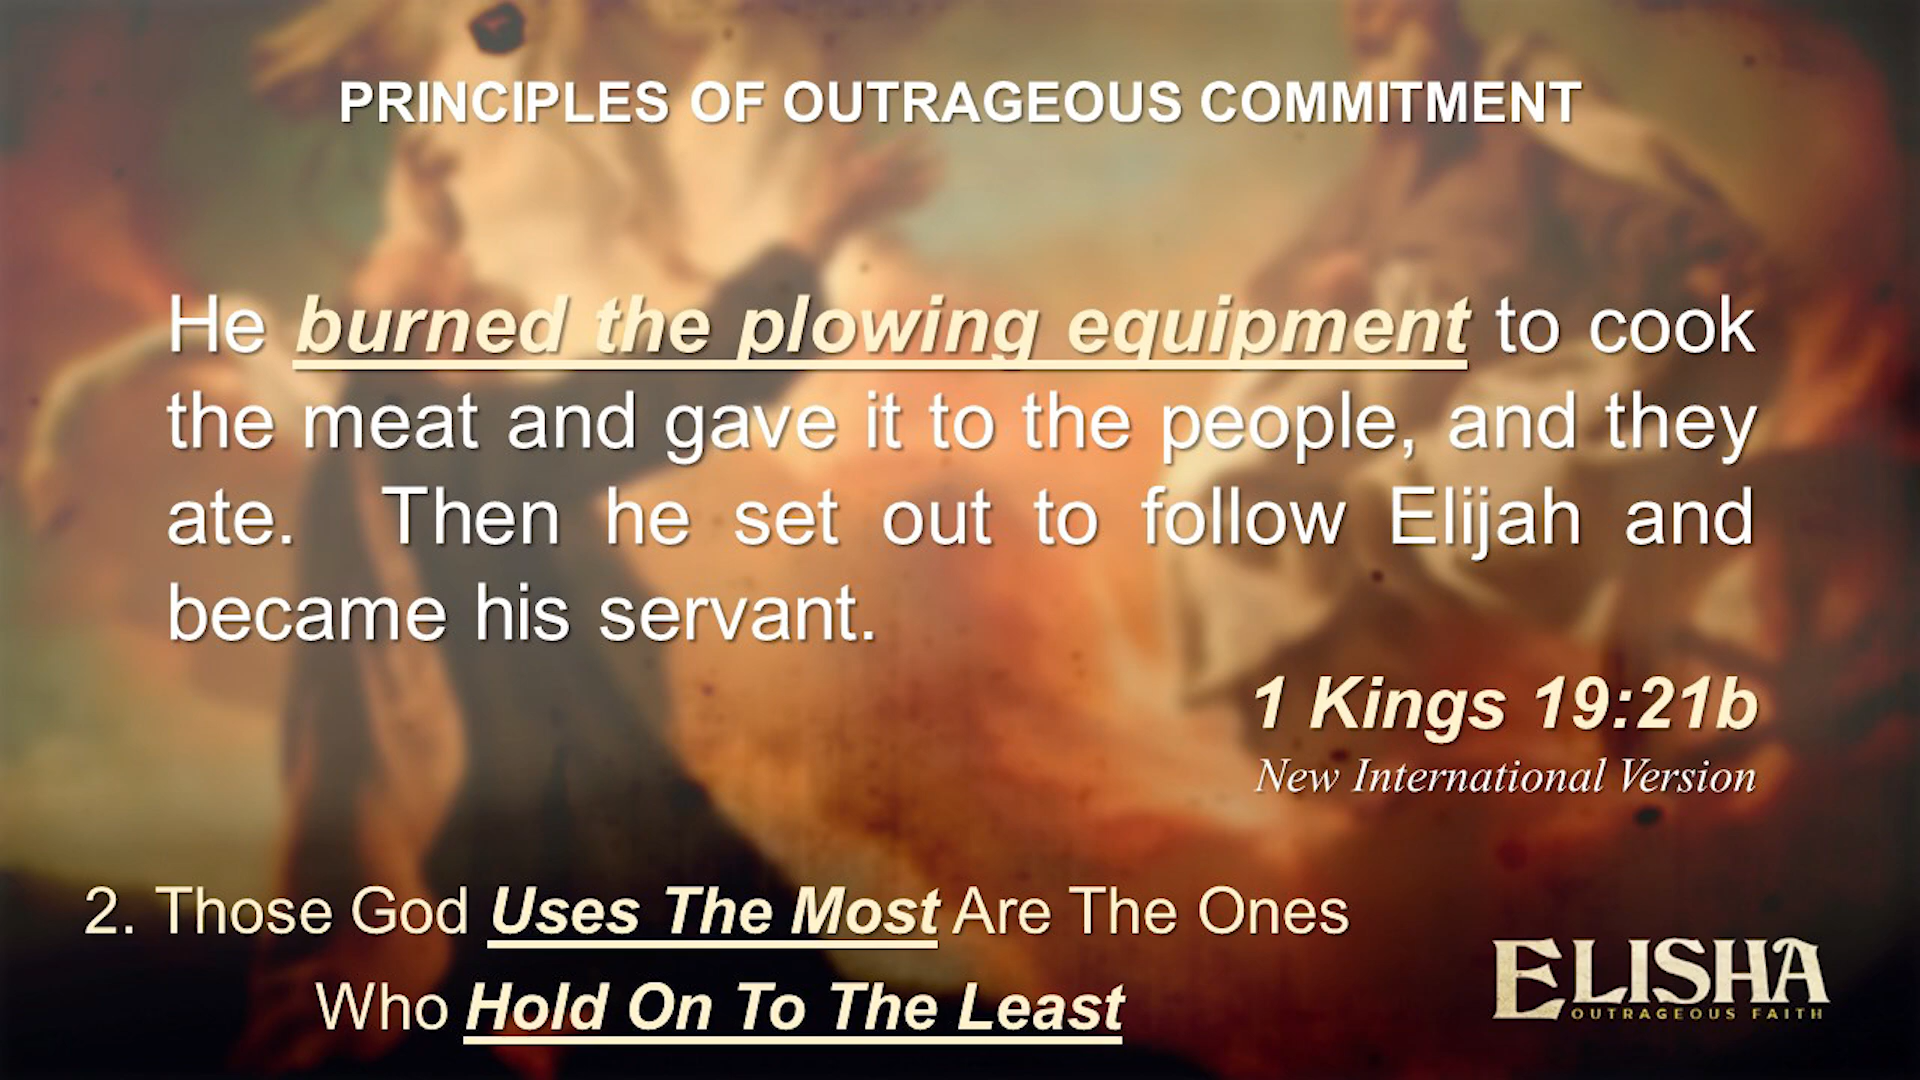 PRINCIPLES OF OUTRAGEOUS COMMITMENT
He burned the plowing equipment to cook
the meat and gave it to the people, and they
ate. Then he set out to follow Elijah and
became his servant.
1 Kings 19:21b
New International Version
2. Those God Uses The Most Are The Ones
Who Hold On To The Least
ELISHA
OUTRAGEOUS FAITH